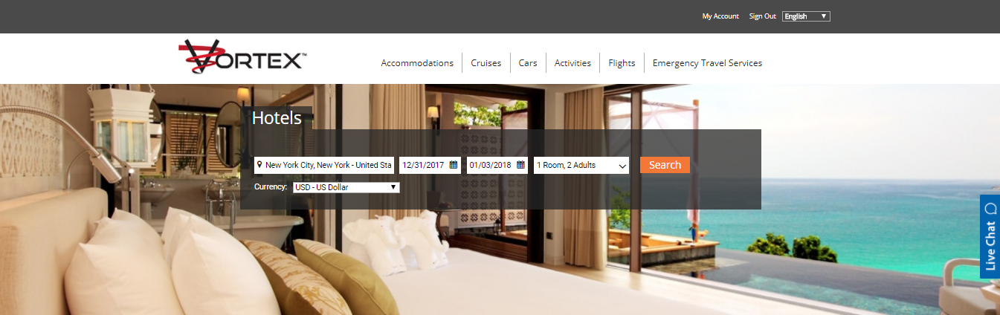 My Account Sign Out English
VORTEX™
Accommodations Cruises Cars Activities Flights Emergency Travel Services
Hotels
New York City, New York - United Sta 12/31/2017 01/03/2018 1 Room, 2 Adults Search
Currency: USD - US Dollar
Live Chat